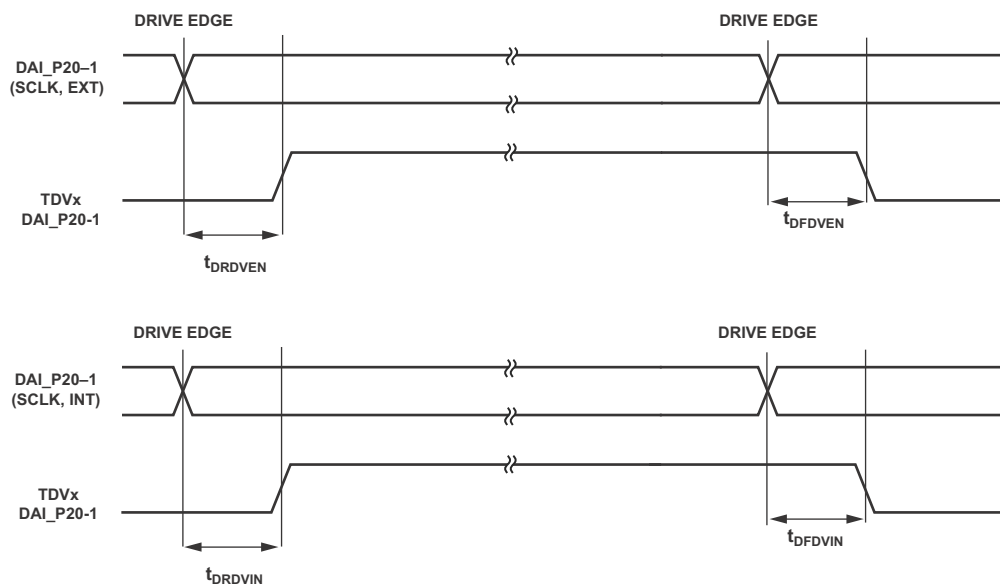 DRIVE EDGE
DRIVE EDGE
DAI_P20–1
(SCLK, EXT)
TDVx
DAI_P20-1
tDFDVEN
tDRDVEN
DRIVE EDGE
DRIVE EDGE
DAI_P20–1
(SCLK, INT)
TDVx
DAI_P20-1
tDFDVIN
tDRDVIN